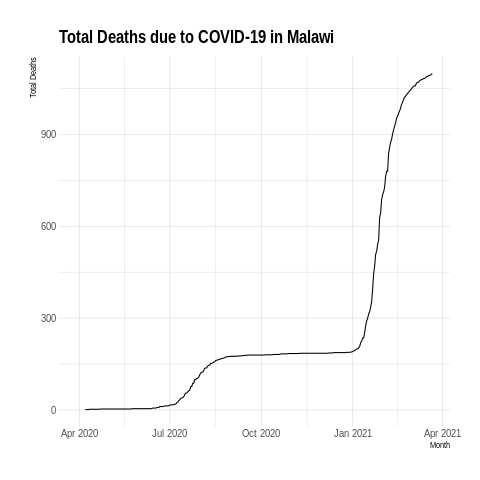 Total Deaths due to COVID-19 in Malawi
Total Deaths
900
600
300
0
Apr 2020
Jul 2020
Oct 2020
Jan 2021
Apr 2021
Month